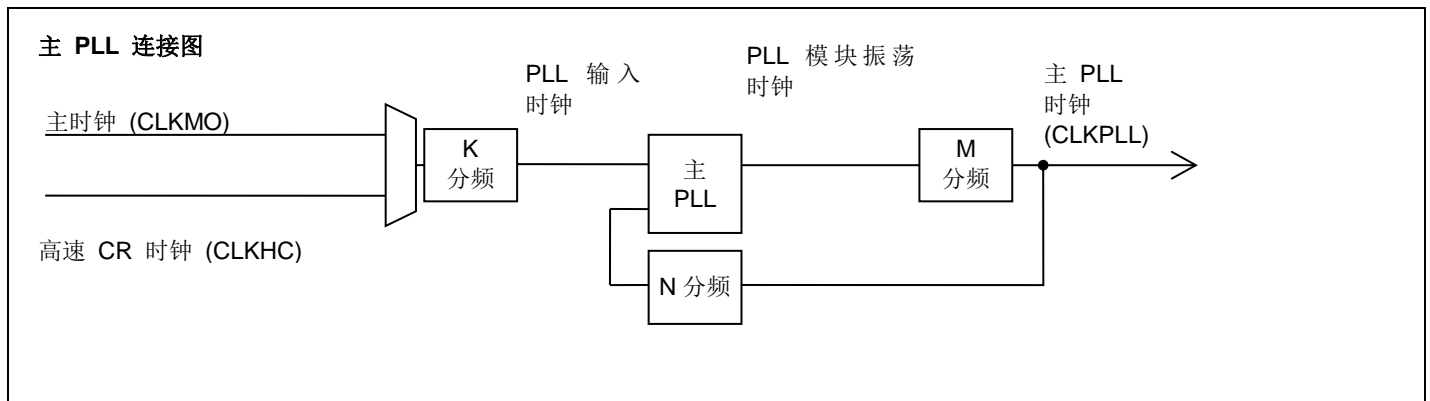 主 PLL 连接图
PLL 输入
时钟
PLL 模块振荡
时钟
主 PLL
时钟
(CLKPLL)
主时钟 (CLKMO)
K
分频
主
PLL
M
分频
高速 CR 时钟 (CLKHC)
N 分频